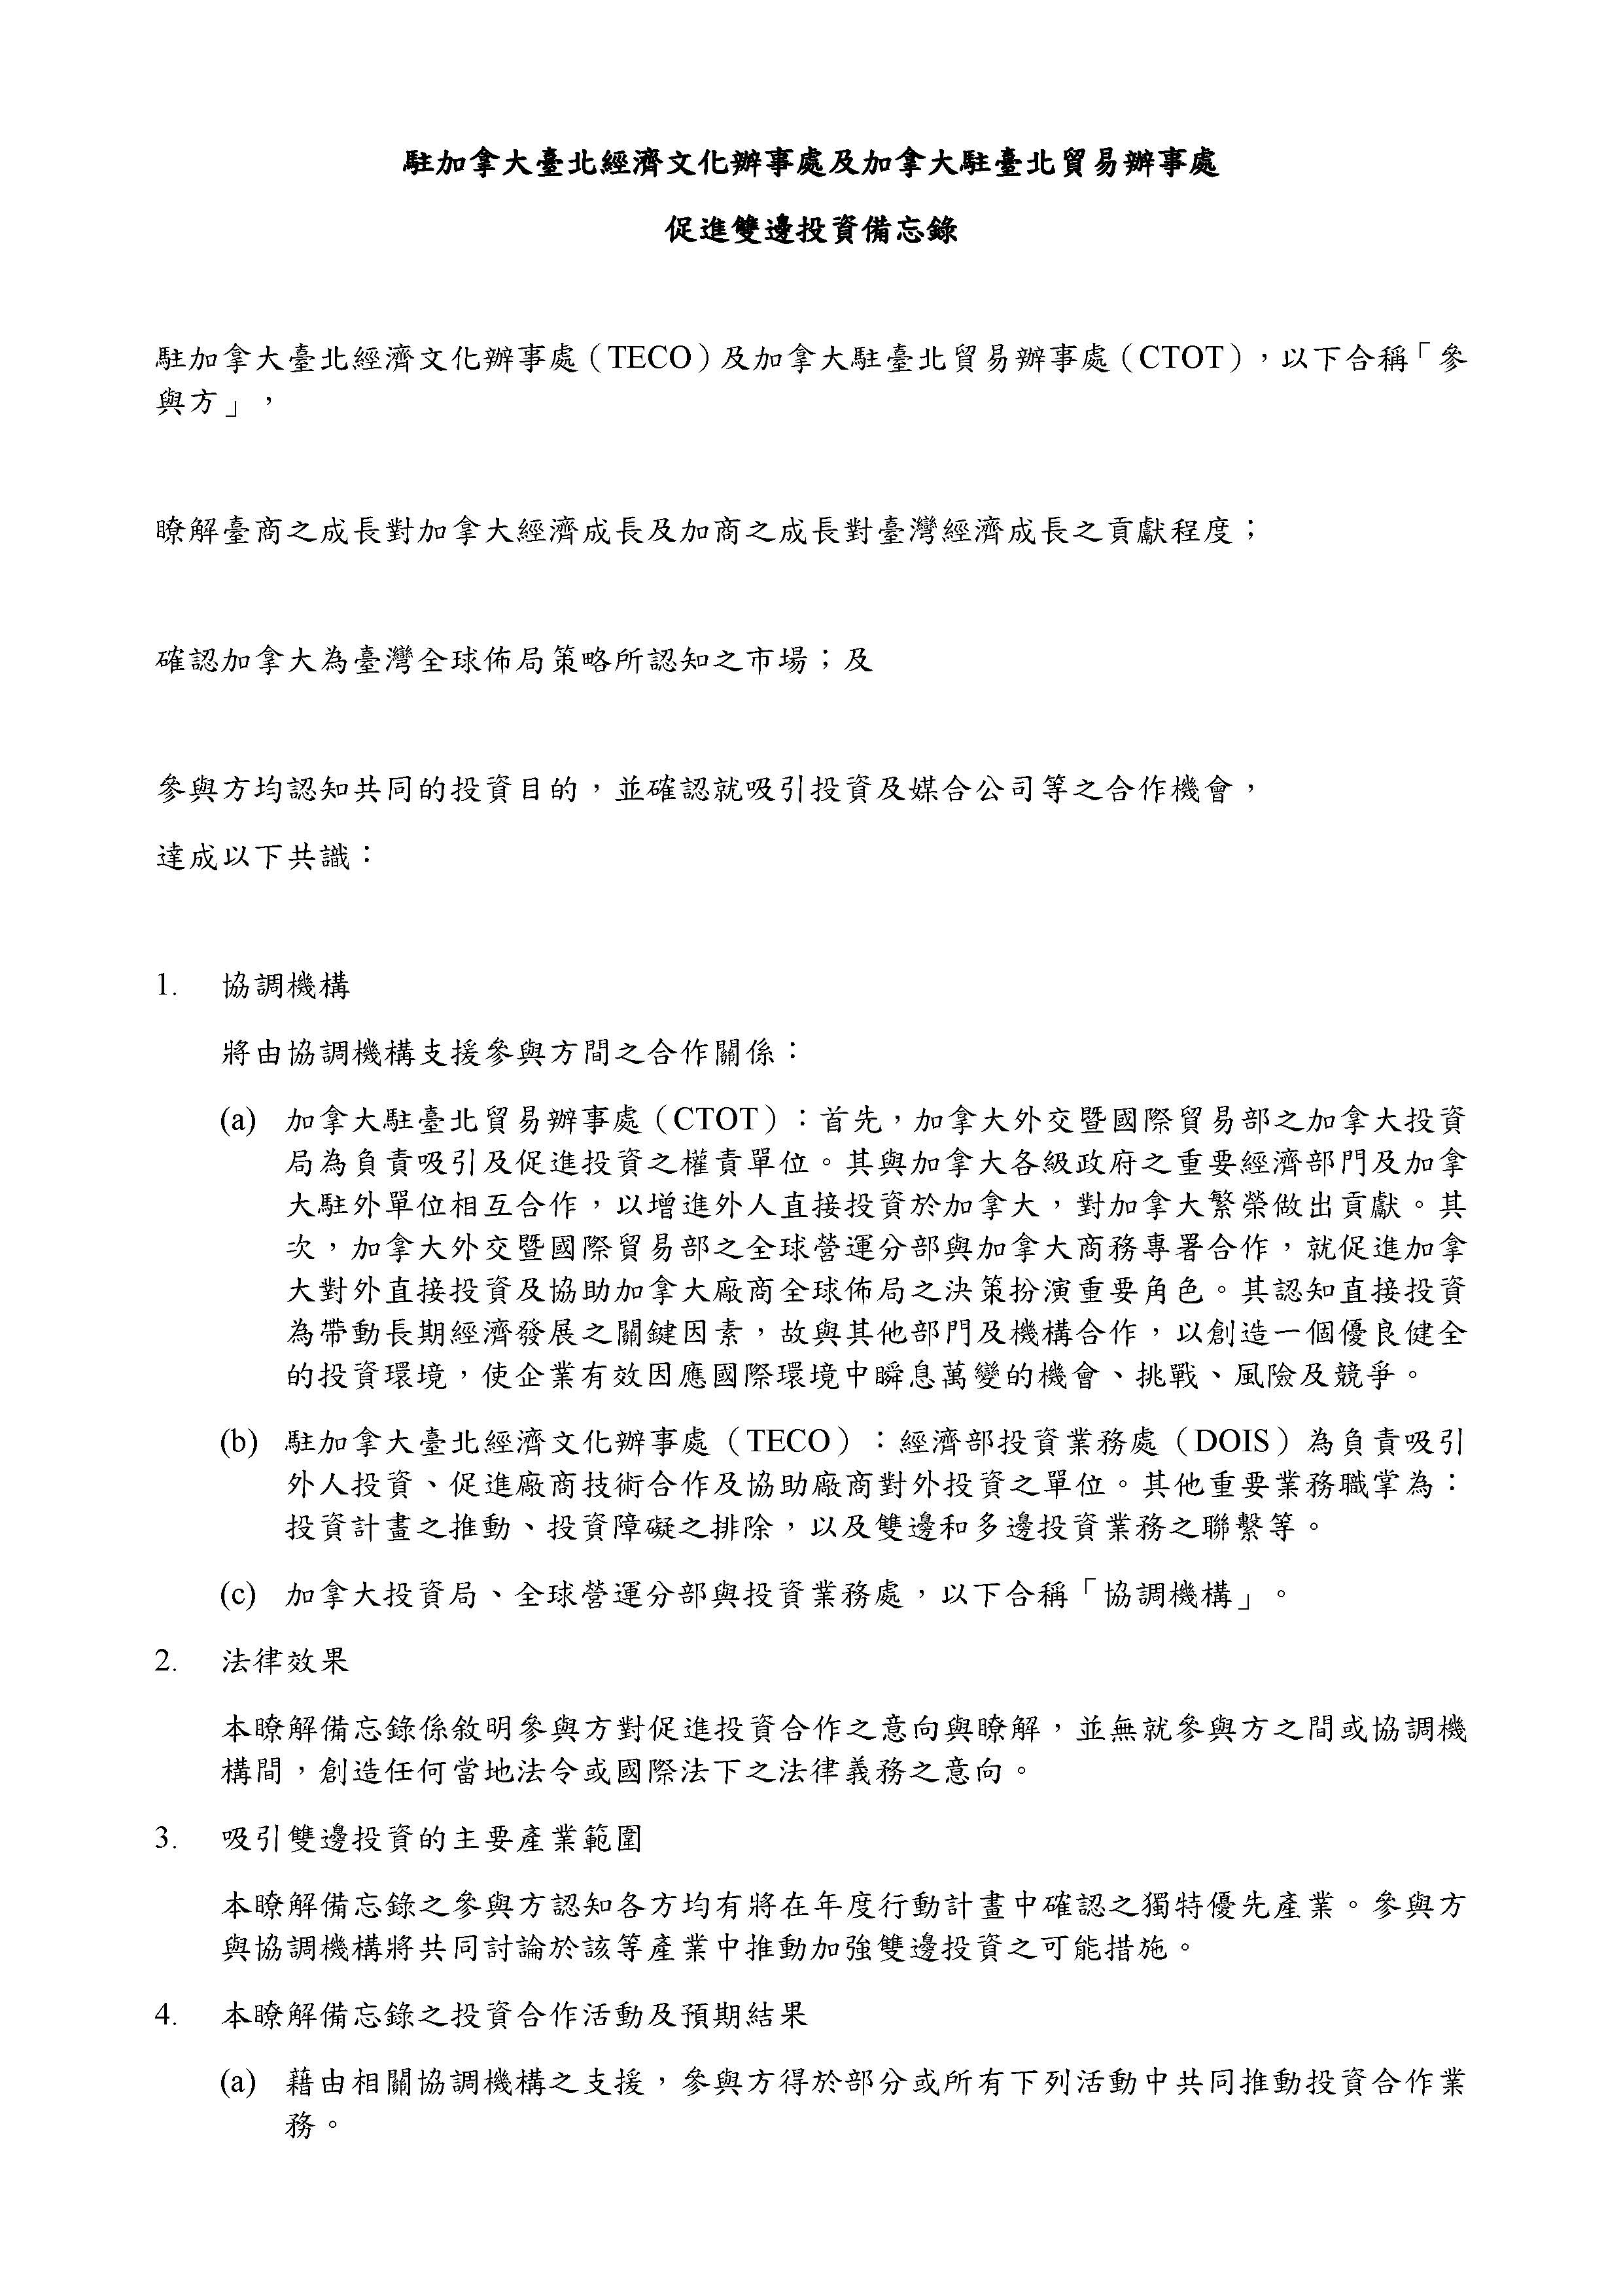 駐加拿大臺北經濟文化辦事處及加拿大駐臺北貿易辦事處
促進雙邊投資備忘錄
駐加拿大臺北經濟文化辦事處（TECO）及加拿大駐臺北貿易辦事處（CTOT），以下合稱「參
與方」，
瞭解臺商之成長對加拿大經濟成長及加商之成長對臺灣經濟成長之貢獻程度；
確認加拿大為臺灣全球佈局策略所認知之市場；及
參與方均認知共同的投資目的，並確認就吸引投資及媒合公司等之合作機會，
達成以下共識：
1. 協調機構
將由協調機構支援參與方間之合作關係：
(a) 加拿大駐臺北貿易辦事處（CTOT）：首先，加拿大外交暨國際貿易部之加拿大投資
局為負責吸引及促進投資之權責單位。其與加拿大各級政府之重要經濟部門及加拿
大駐外單位相互合作，以增進外人直接投資於加拿大，對加拿大繁榮做出貢獻。其
次，加拿大外交暨國際貿易部之全球營運分部與加拿大商務專署合作，就促進加拿
大對外直接投資及協助加拿大廠商全球佈局之決策扮演重要角色。其認知直接投資
為帶動長期經濟發展之關鍵因素，故與其他部門及機構合作，以創造一個優良健全
的投資環境，使企業有效因應國際環境中瞬息萬變的機會、挑戰、風險及競爭。
(b) 駐加拿大臺北經濟文化辦事處（TECO）：經濟部投資業務處（DOIS）為負責吸引
外人投資、促進廠商技術合作及協助廠商對外投資之單位。其他重要業務職掌為：
投資計畫之推動、投資障礙之排除，以及雙邊和多邊投資業務之聯繫等。
(c) 加拿大投資局、全球營運分部與投資業務處，以下合稱「協調機構」。
2. 法律效果
本瞭解備忘錄係敘明參與方對促進投資合作之意向與瞭解，並無就參與方之間或協調機
構間，創造任何當地法令或國際法下之法律義務之意向。
3. 吸引雙邊投資的主要產業範圍
本瞭解備忘錄之參與方認知各方均有將在年度行動計畫中確認之獨特優先產業。參與方
與協調機構將共同討論於該等產業中推動加強雙邊投資之可能措施。
4. 本瞭解備忘錄之投資合作活動及預期結果
(a) 藉由相關協調機構之支援，參與方得於部分或所有下列活動中共同推動投資合作業
務。